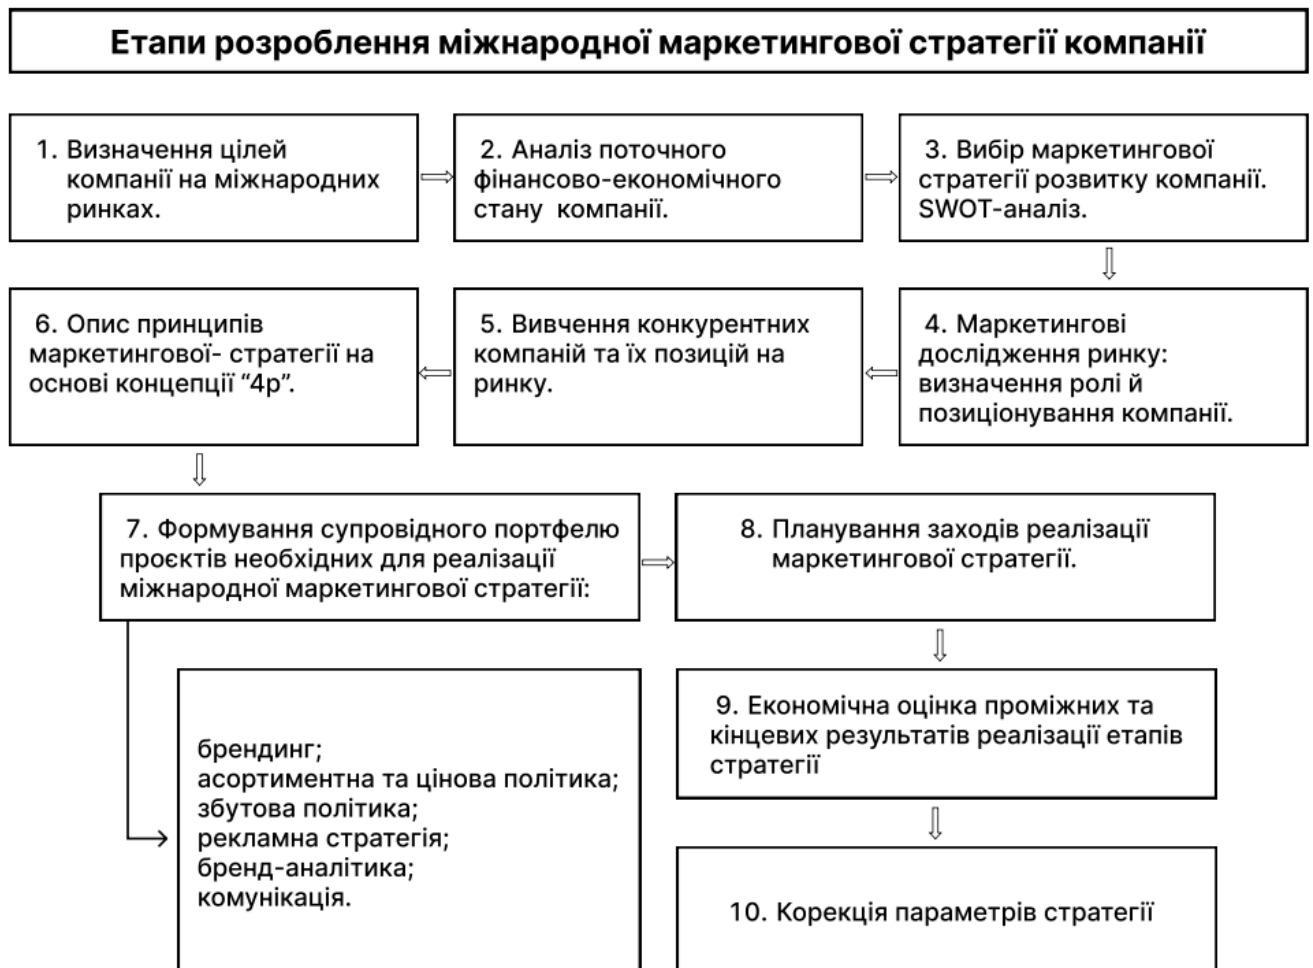 Етапи розроблення міжнародної маркетингової стратегії компанії
1. Визначення цілей
компанії на міжнародних
ринках.
2. Аналіз поточного
фінансово-економічного
стану компанії.
3. Вибір маркетингової
стратегії розвитку компанії.
SWOT-аналіз.
4. Маркетингові
дослідження ринку:
визначення ролі й
позиціонування компанії.
5. Вивчення конкурентних
компаній та їх позицій на
ринку.
6. Опис принципів
маркетингової- стратегії на
основі концепції “4р”.
7. Формування супровідного портфелю
проєктів необхідних для реалізації
міжнародної маркетингової стратегії:
брендинг;
асортиментна та цінова політика;
збутова політика;
рекламна стратегія;
бренд-аналітика;
комунікація.
8. Планування заходів реалізації
маркетингової стратегії.
9. Економічна оцінка проміжних та
кінцевих результатів реалізації етапів
стратегії
10. Корекція параметрів стратегії